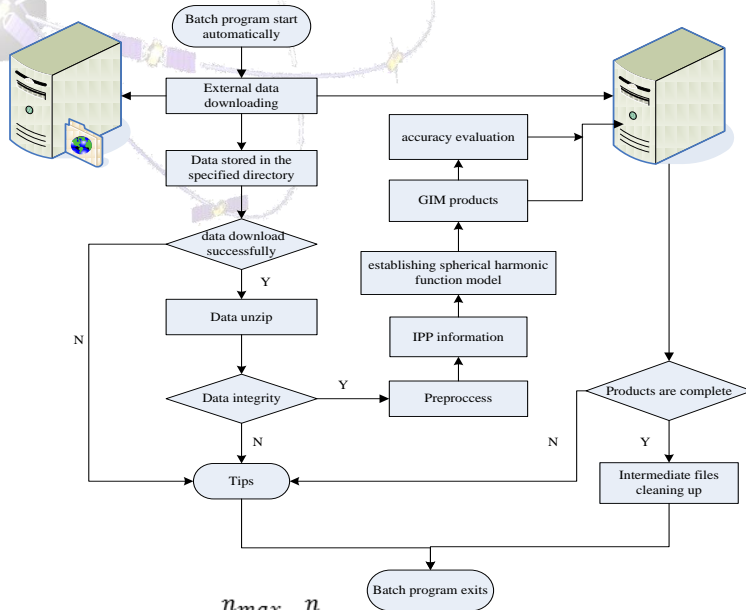 Batch program start
automatically
External data
downloading
Data stored in the
specified directory
data download
successfully
Y
N
Data unzip
Data integrity
Y
N
Tips
accuracy evaluation
GIM products
establishing spherical harmonic
function model
IPP information
Preproccess
Products are complete
N
Y
Intermediate files
cleaning up
Batch program exits
n_max n